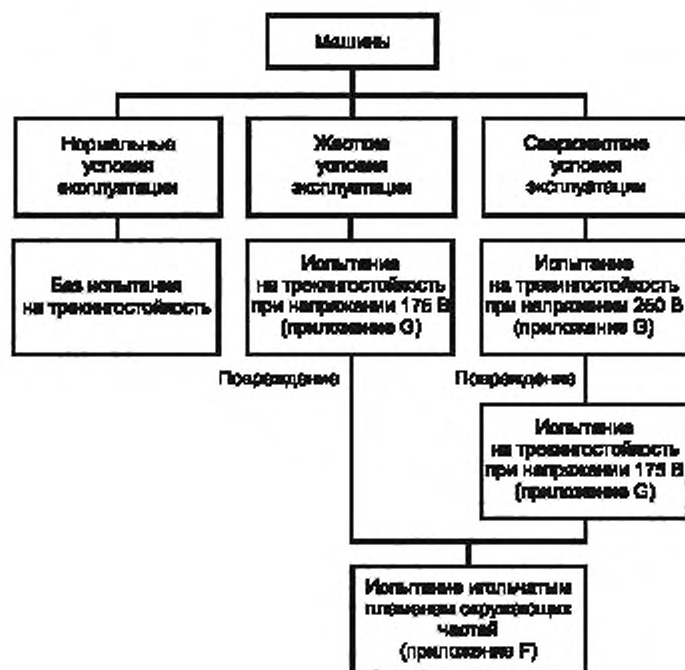 Машины
Нормальные
условия
эксплуатации
Жесткие
условия
эксплуатации
Сверхжесткие
условия
эксплуатации
Без испытания
на трекингостойкость
Испытание
на трекингостойкость
при напряжении 175 В
(приложение G)
Испытание
на трекингостойкость
при напряжении 250 В
(приложение G)
Повреждение
Повреждение
Испытание
на трекингостойкость
при напряжении 175 В
(приложение G)
Испытание игольчатым
пламенем окружающих
частей
(приложение F)